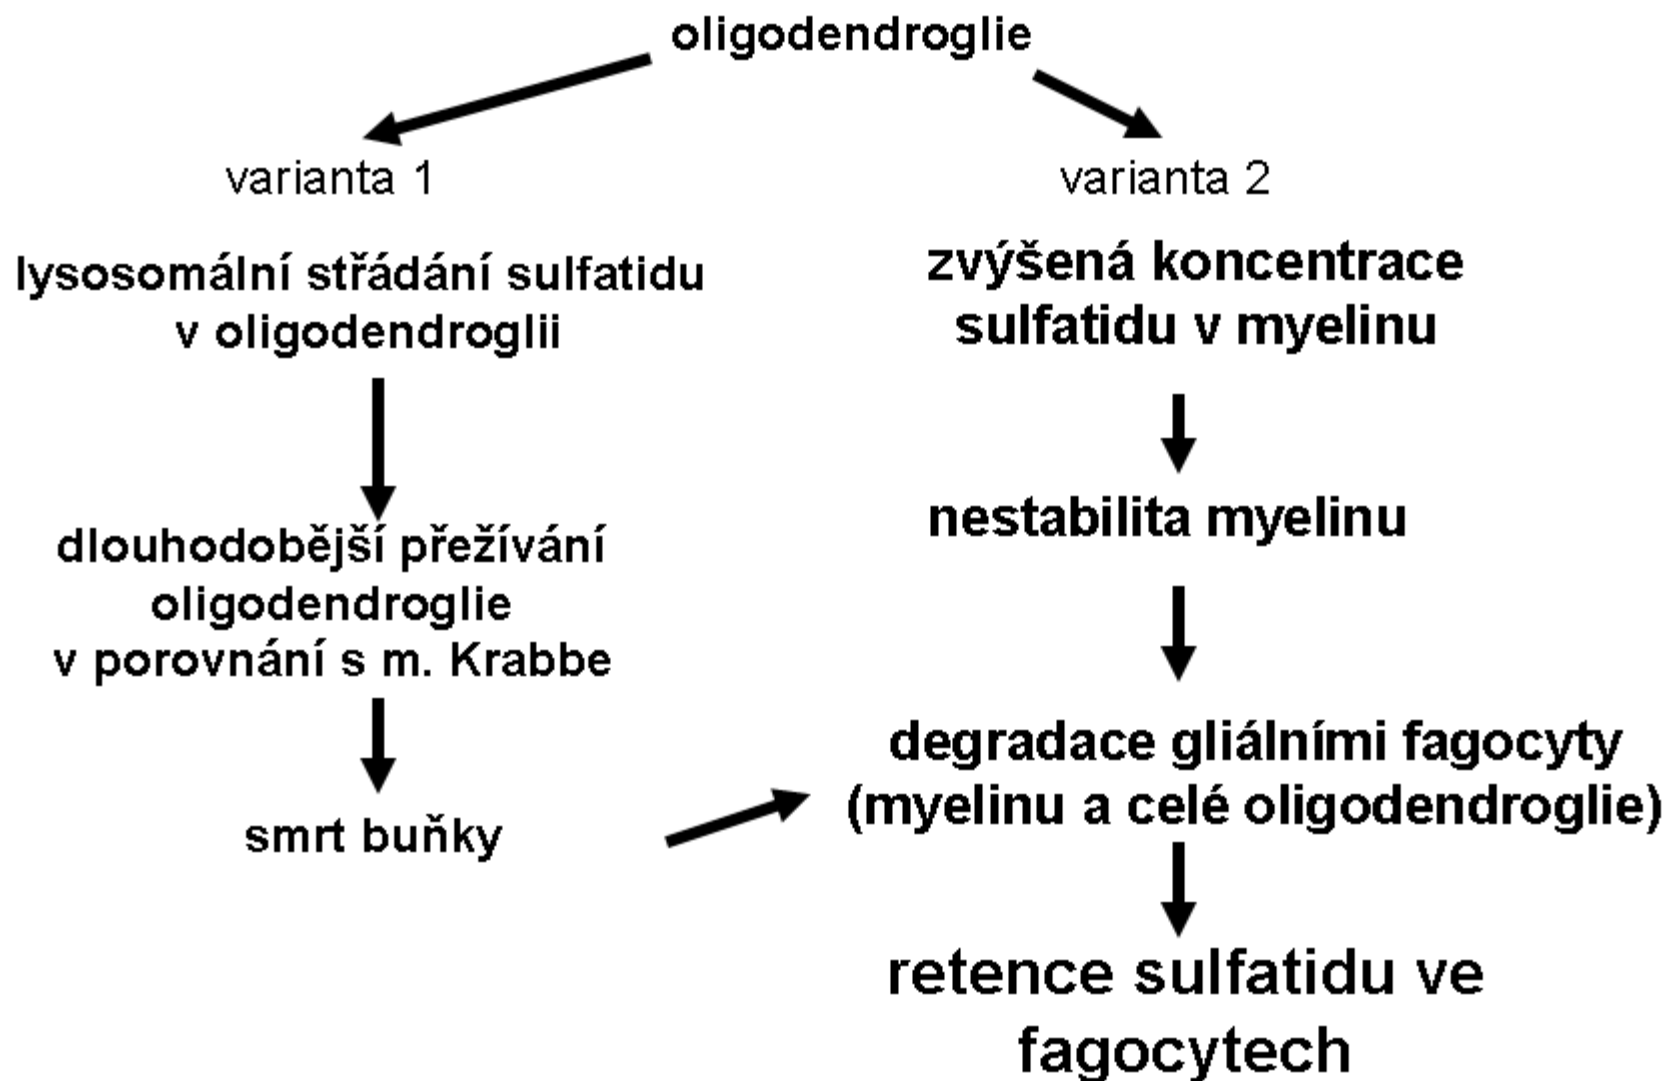 oligodendroglie
varianta 1
lysosomální střádání sulfatidu
v oligodendroglii
dlouhodobější přežívání
oligodendroglie
v porovnání s m. Krabbe
smrt buňky
varianta 2
zvýšená koncentrace
sulfatidu v myelinu
nestabilita myelinu
degradace gliálními fagocyty
(myelinu a celé oligodendroglie)
retence sulfatidu ve
fagocytech